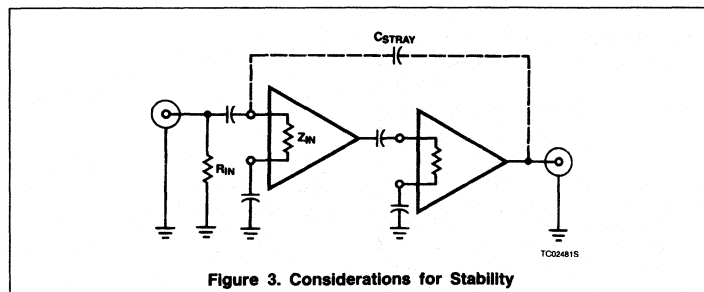 CSTRAY
ZIN
RIN
TC02481S
Figure 3. Considerations for Stability